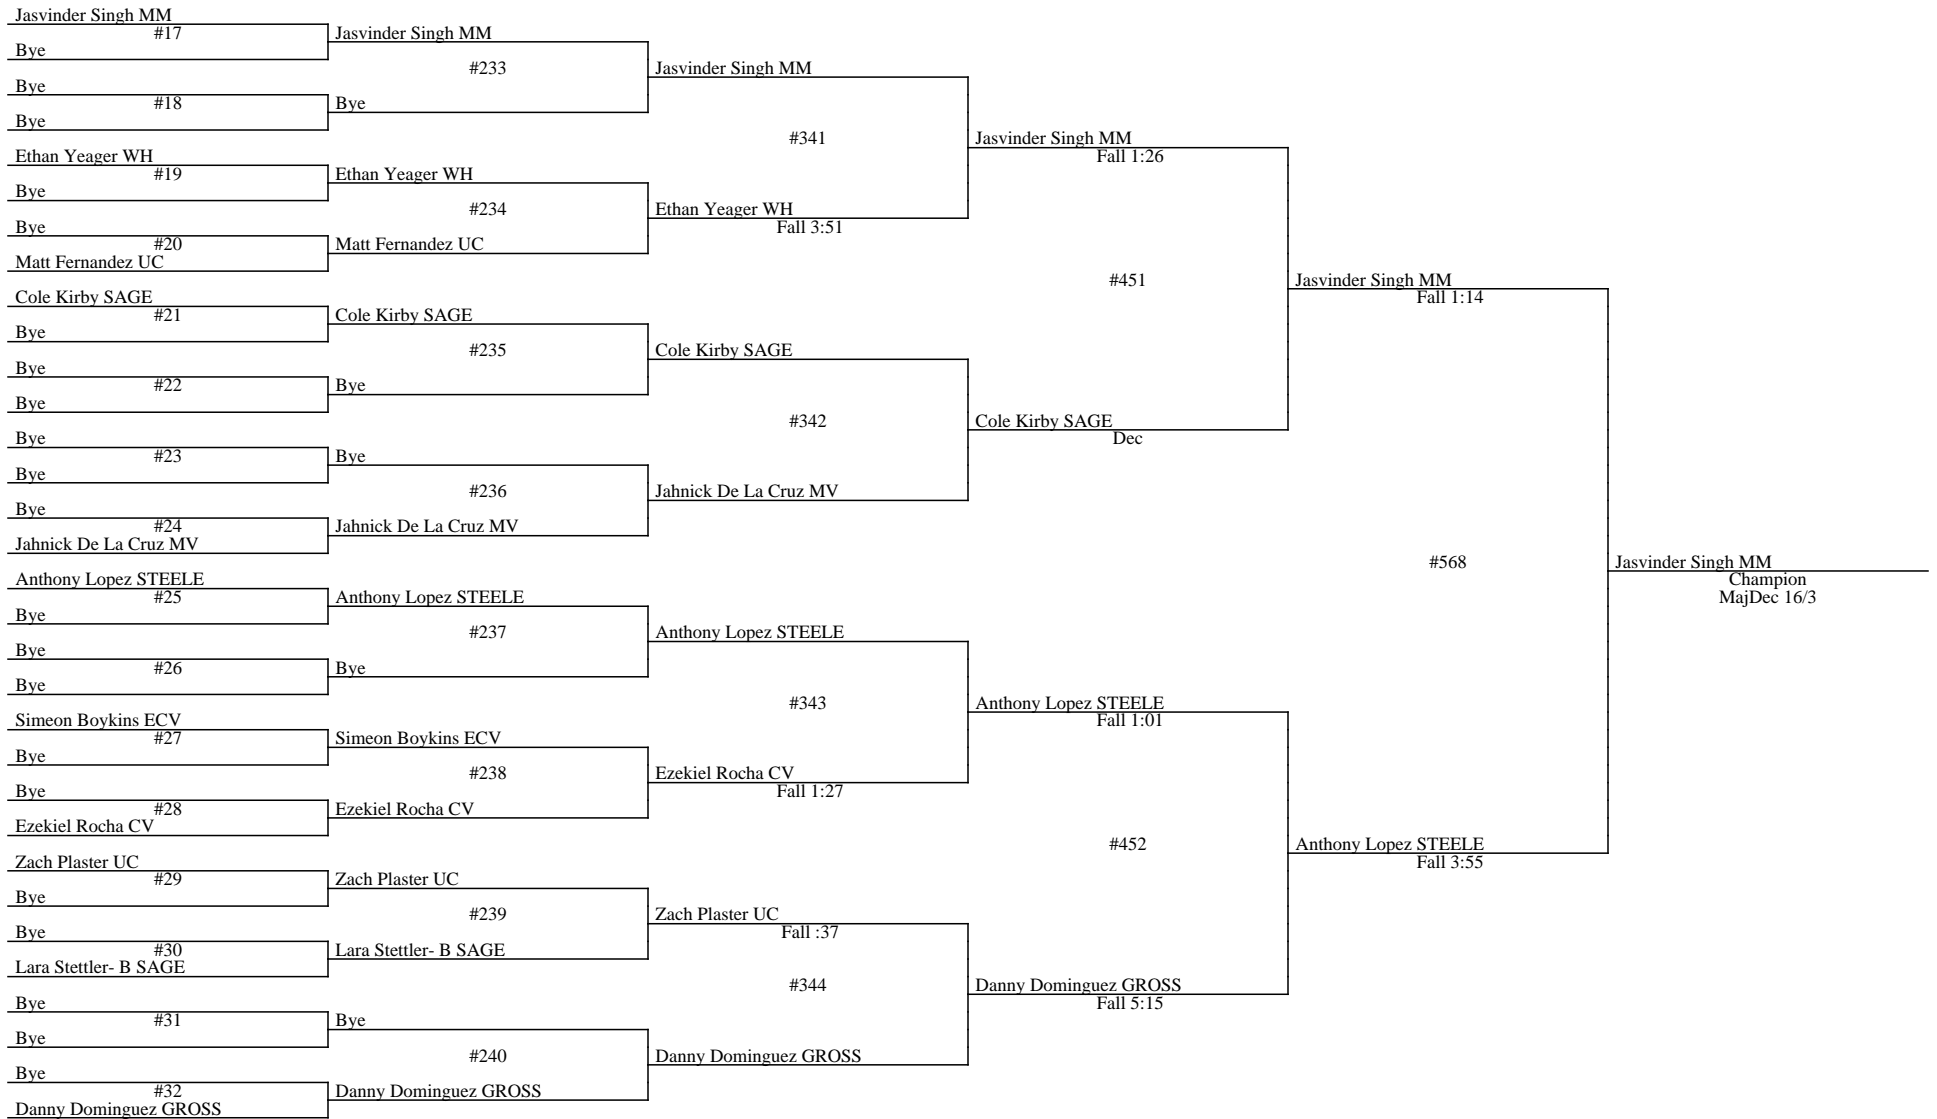 Jasvinder Singh MM
#17
Bye
Bye
#18
Bye
Ethan Yeager WH
#19
Bye
Bye
#20
Matt Fernandez UC
Cole Kirby SAGE
#21
Bye
Bye
#22
Bye
Bye
#23
Bye
Bye
#24
Jahnick De La Cruz MV
Anthony Lopez STEELE
#25
Bye
Bye
#26
Bye
Simeon Boykins ECV
#27
Bye
Bye
#28
Ezekiel Rocha CV
Zach Plaster UC
#29
Bye
Bye
#30
Lara Stettler- B SAGE
Bye
#31
Bye
Bye
#32
Danny Dominguez GROSS
Jasvinder Singh MM
#233
Bye
Ethan Yeager WH
#234
Matt Fernandez UC
Cole Kirby SAGE
#235
Bye
Bye
#236
Jahnick De La Cruz MV
Anthony Lopez STEELE
#237
Bye
Simeon Boykins ECV
#238
Ezekiel Rocha CV
Zach Plaster UC
#239
Lara Stettler- B SAGE
Bye
#240
Danny Dominguez GROSS
Jasvinder Singh MM
#341
Ethan Yeager WH
Fall 3:51
Cole Kirby SAGE
#342
Jahnick De La Cruz MV
Anthony Lopez STEELE
#343
Ezekiel Rocha CV
Fall 1:27
Zach Plaster UC
Fall :37
#344
Danny Dominguez GROSS
Jasvinder Singh MM
Fall 1:26
#451
Cole Kirby SAGE
Dec
Anthony Lopez STEELE
Fall 1:01
#452
Danny Dominguez GROSS
Fall 5:15
Jasvinder Singh MM
Fall 1:14
#568
Anthony Lopez STEELE
Fall 3:55
Jasvinder Singh MM
Champion
MajDec 16/3